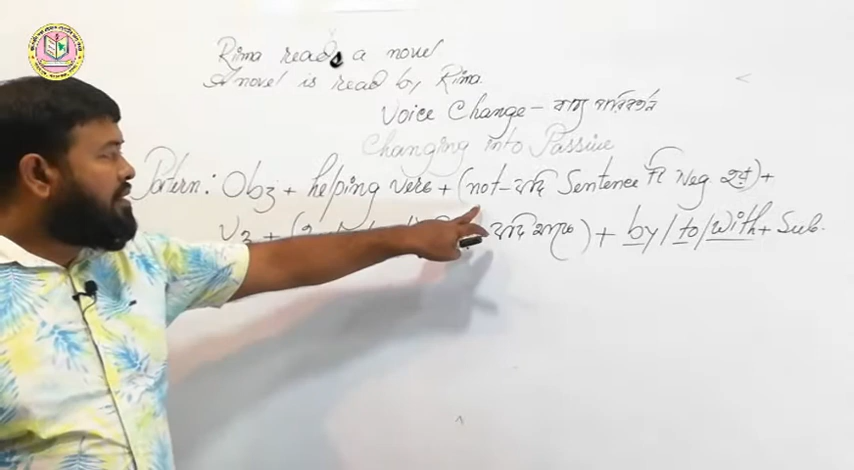 Rima reads a novel
A novel is read by Rima.
Voice Change - বাচ্য পরিবর্তন
Changing into Passive
Pattern: Obj + helping verb + (not - যদি Sentence টি Neg হয়) +
V3 + ( যদি থাকে) + by / to / with + Sub.